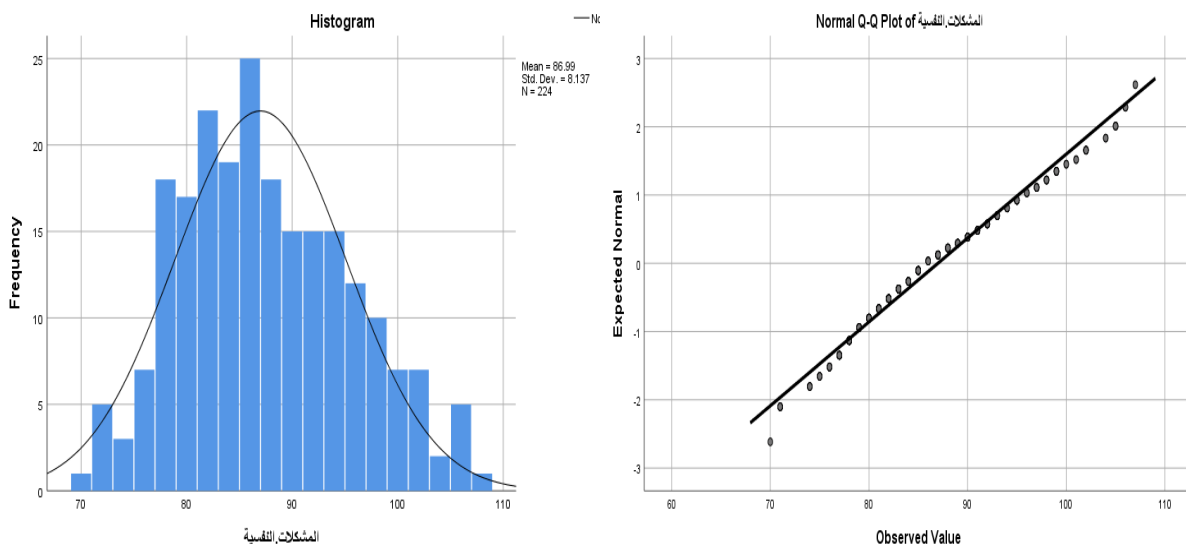 Histogram
Mean = 86.99
Std. Dev. = 8.137
N = 224
Frequency
25
20
15
10
5
0
70 80 90 100 110
المشكلات.النفسية
Normal Q-Q Plot of المشكلات.النفسية
Expected Normal
3
2
1
0
-1
-2
-3
60 70 80 90 100 110
Observed Value